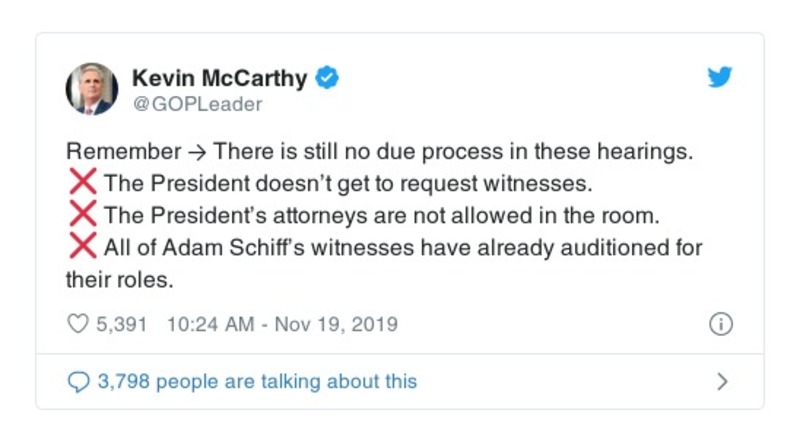 Kevin McCarthy
@GOPLeader
Remember → There is still no due process in these hearings.
❌ The President doesn’t get to request witnesses.
❌ The President’s attorneys are not allowed in the room.
❌ All of Adam Schiff’s witnesses have already auditioned for
their roles.
5,391 10:24 AM - Nov 19, 2019
3,798 people are talking about this